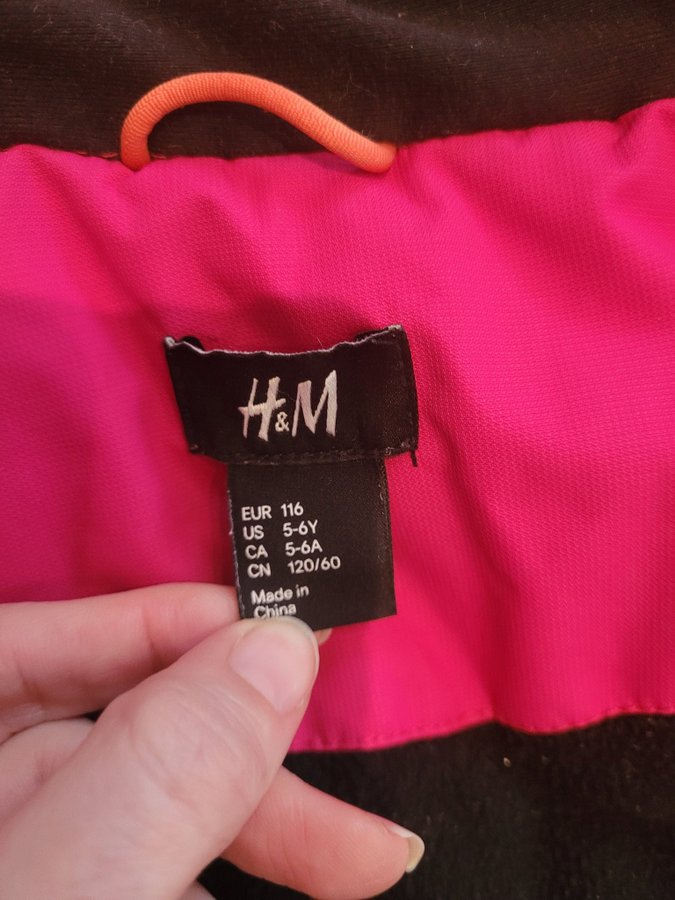 H&M
EUR 116
US 5-6Y
CA 5-6A
CN 120/60
Made in
China